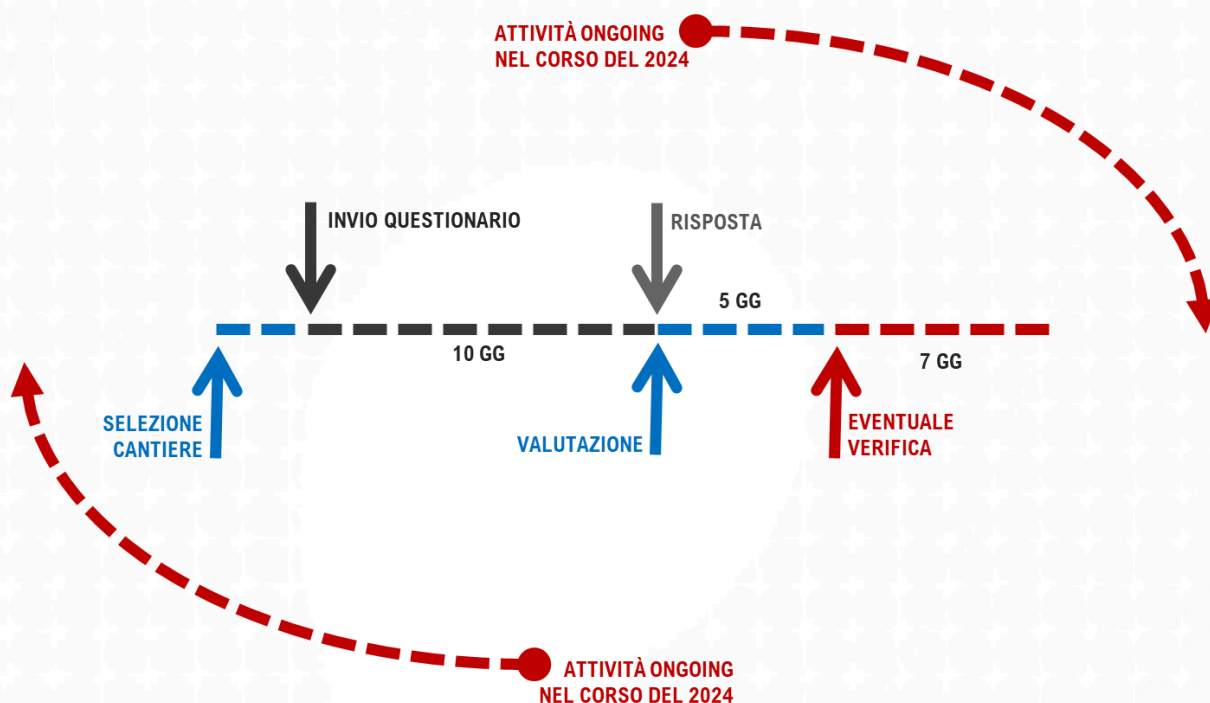 ATTIVITÀ ONGOING
NEL CORSO DEL 2024
INVIO QUESTIONARIO
RISPOSTA
5 GG
10 GG
7 GG
SELEZIONE
CANTIERE
VALUTAZIONE
EVENTUALE
VERIFICA
ATTIVITÀ ONGOING
NEL CORSO DEL 2024